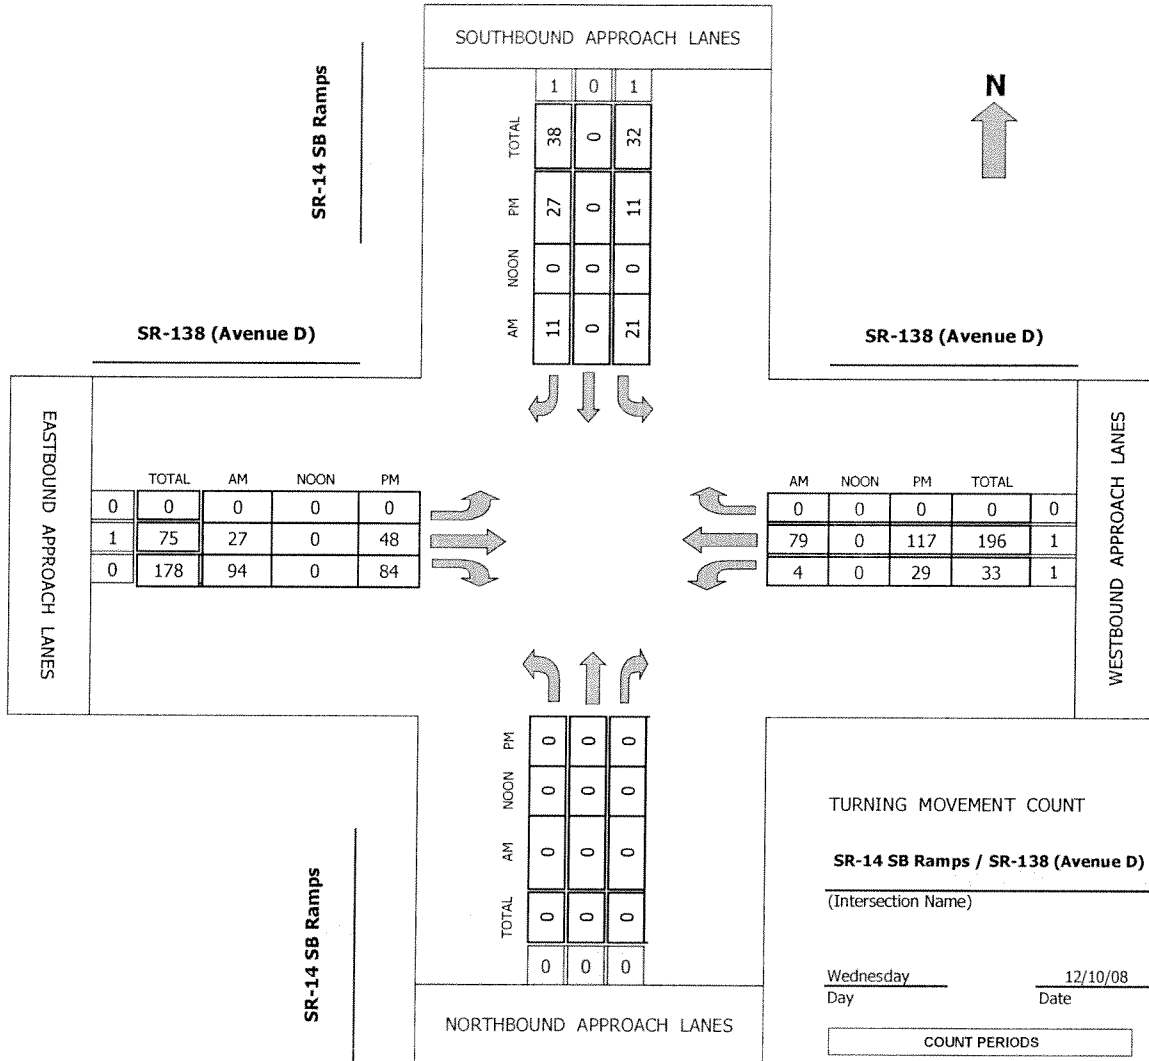 SOUTHBOUND APPROACH LANES
1 0 1
TOTAL 38 0 32
PM 27 0 11
NOON 0 0 0
AM 11 0 21
SR-14 SB Ramps
N
SR-138 (Avenue D)
SR-138 (Avenue D)
EASTBOUND APPROACH LANES
TOTAL AM NOON PM
0 0 0 0 0
1 75 27 0 48
0 178 94 0 84
AM NOON PM TOTAL
0 0 0 0 0
79 0 117 196 1
4 0 29 33 1
WESTBOUND APPROACH LANES
PM 0 0 0
NOON 0 0 0
AM 0 0 0
TOTAL 0 0 0
0 0 0
NORTHBOUND APPROACH LANES
SR-14 SB Ramps
TURNING MOVEMENT COUNT
SR-14 SB Ramps / SR-138 (Avenue D)
(Intersection Name)
Wednesday 12/10/08
Day Date
COUNT PERIODS